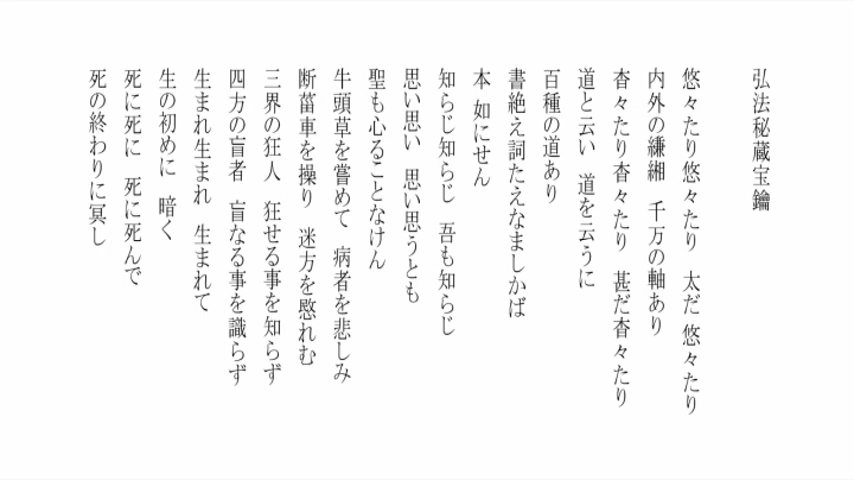 弘法秘蔵宝鑰
悠々たり悠々たり　太だ 悠々たり
内外の縑緗　千万の軸あり
杳々たり杳々たり　甚だ杳々たり
道と云い　道を云うに
百種の道あり
書絶え詞たえなましかば
本 如にせん
知らじ知らじ　吾も知らじ
思い思い　思い思うとも
聖も心ることなけん
牛頭草を嘗めて　病者を悲しみ
断菑車を操り　迷方を愍れむ
三界の狂人　狂せる事を知らず
四方の盲者　盲なる事を識らず
生まれ生まれ　生まれて
生の初めに　暗く
死に死に　死に死んで
死の終わりに冥し